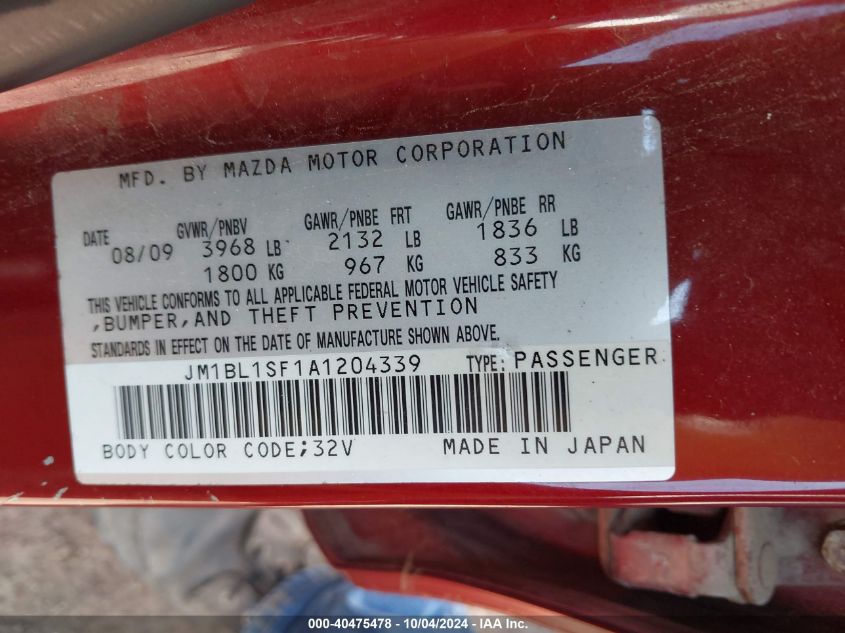 MFD. BY MAZDA MOTOR CORPORATION
DATE GVWR/PNBV GAWR/PNBE FRT GAWR/PNBE RR
08/09 3968 LB 2132 LB 1836 LB
1800 KG 967 KG 833 KG
THIS VEHICLE CONFORMS TO ALL APPLICABLE FEDERAL MOTOR VEHICLE SAFETY
,BUMPER,AND THEFT PREVENTION
STANDARDS IN EFFECT ON THE DATE OF MANUFACTURE SHOWN ABOVE.
JM1BL1SF1A1204339 TYPE: PASSENGER
BODY COLOR CODE;32V MADE IN JAPAN
000-40475478 - 10/04/2024 - IAA Inc.